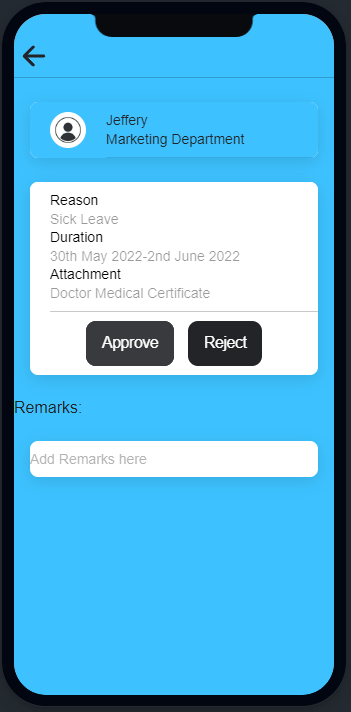 Jeffery
Marketing Department
Reason
Sick Leave
Duration
30th May 2022-2nd June 2022
Attachment
Doctor Medical Certificate
Approve Reject
Remarks:
Add Remarks here